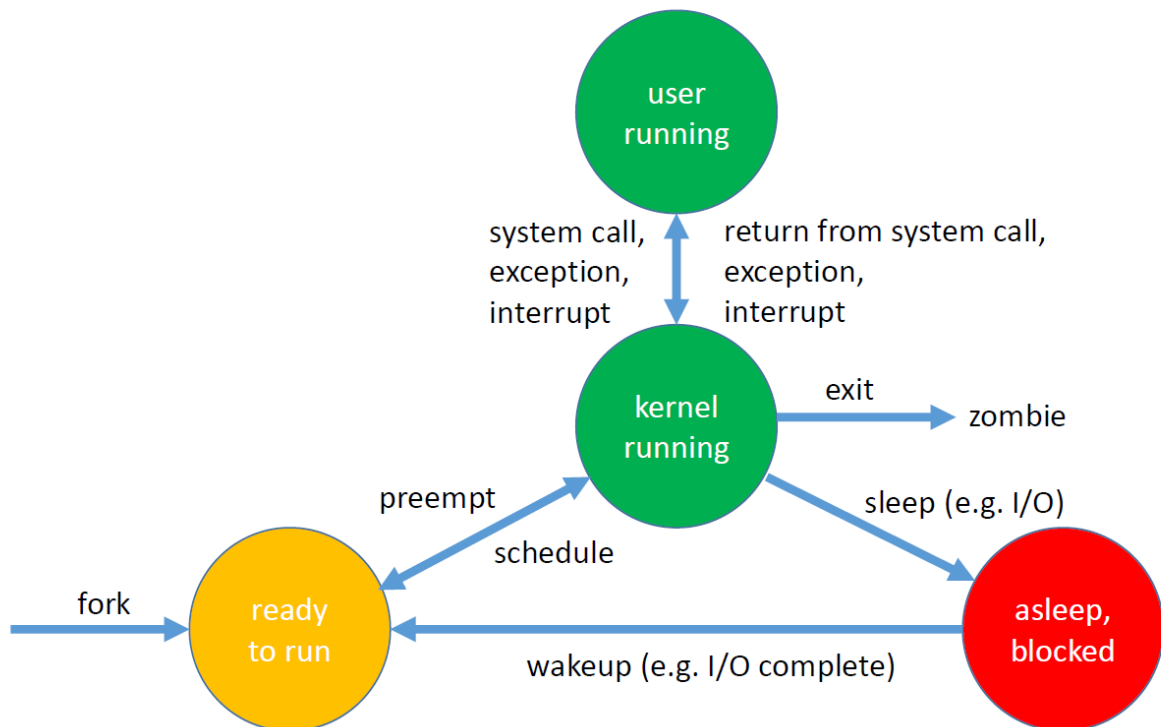 user
running
system call,
exception,
interrupt
return from system call,
exception,
interrupt
kernel
running
exit
zombie
preempt
schedule
sleep (e.g. I/O)
fork
ready
to run
asleep,
blocked
wakeup (e.g. I/O complete)